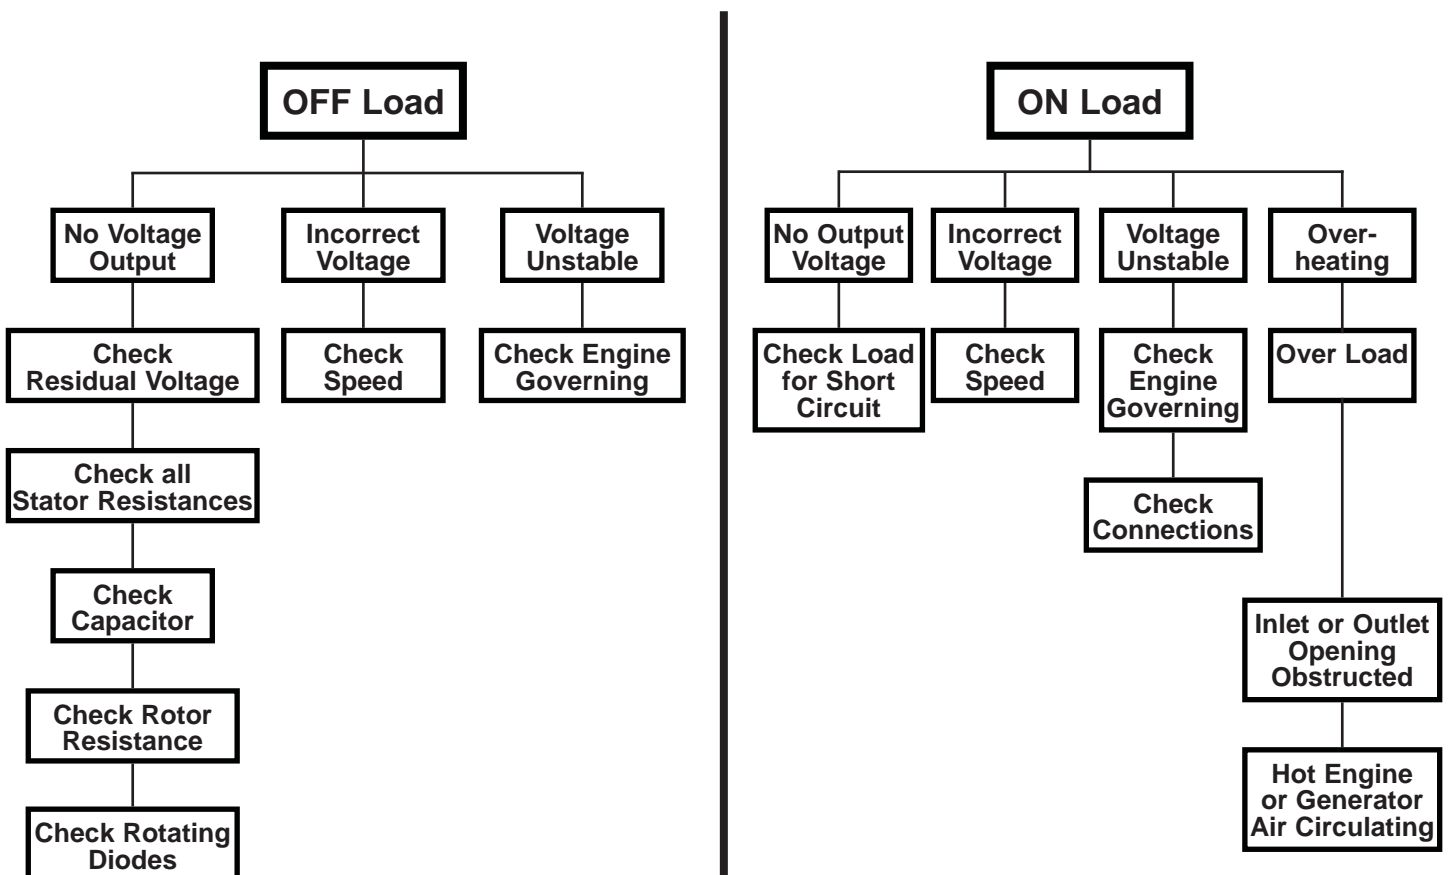 OFF Load
No Voltage
Output
Incorrect
Voltage
Voltage
Unstable
Check
Residual Voltage
Check
Speed
Check Engine
Governing
Check all
Stator Resistances
Check
Capacitor
Check Rotor
Resistance
Check Rotating
Diodes
ON Load
No Output
Voltage
Incorrect
Voltage
Voltage
Unstable
Over-
heating
Check Load
for Short
Circuit
Check
Speed
Check
Engine
Governing
Over Load
Check
Connections
Inlet or Outlet
Opening
Obstructed
Hot Engine
or Generator
Air Circulating